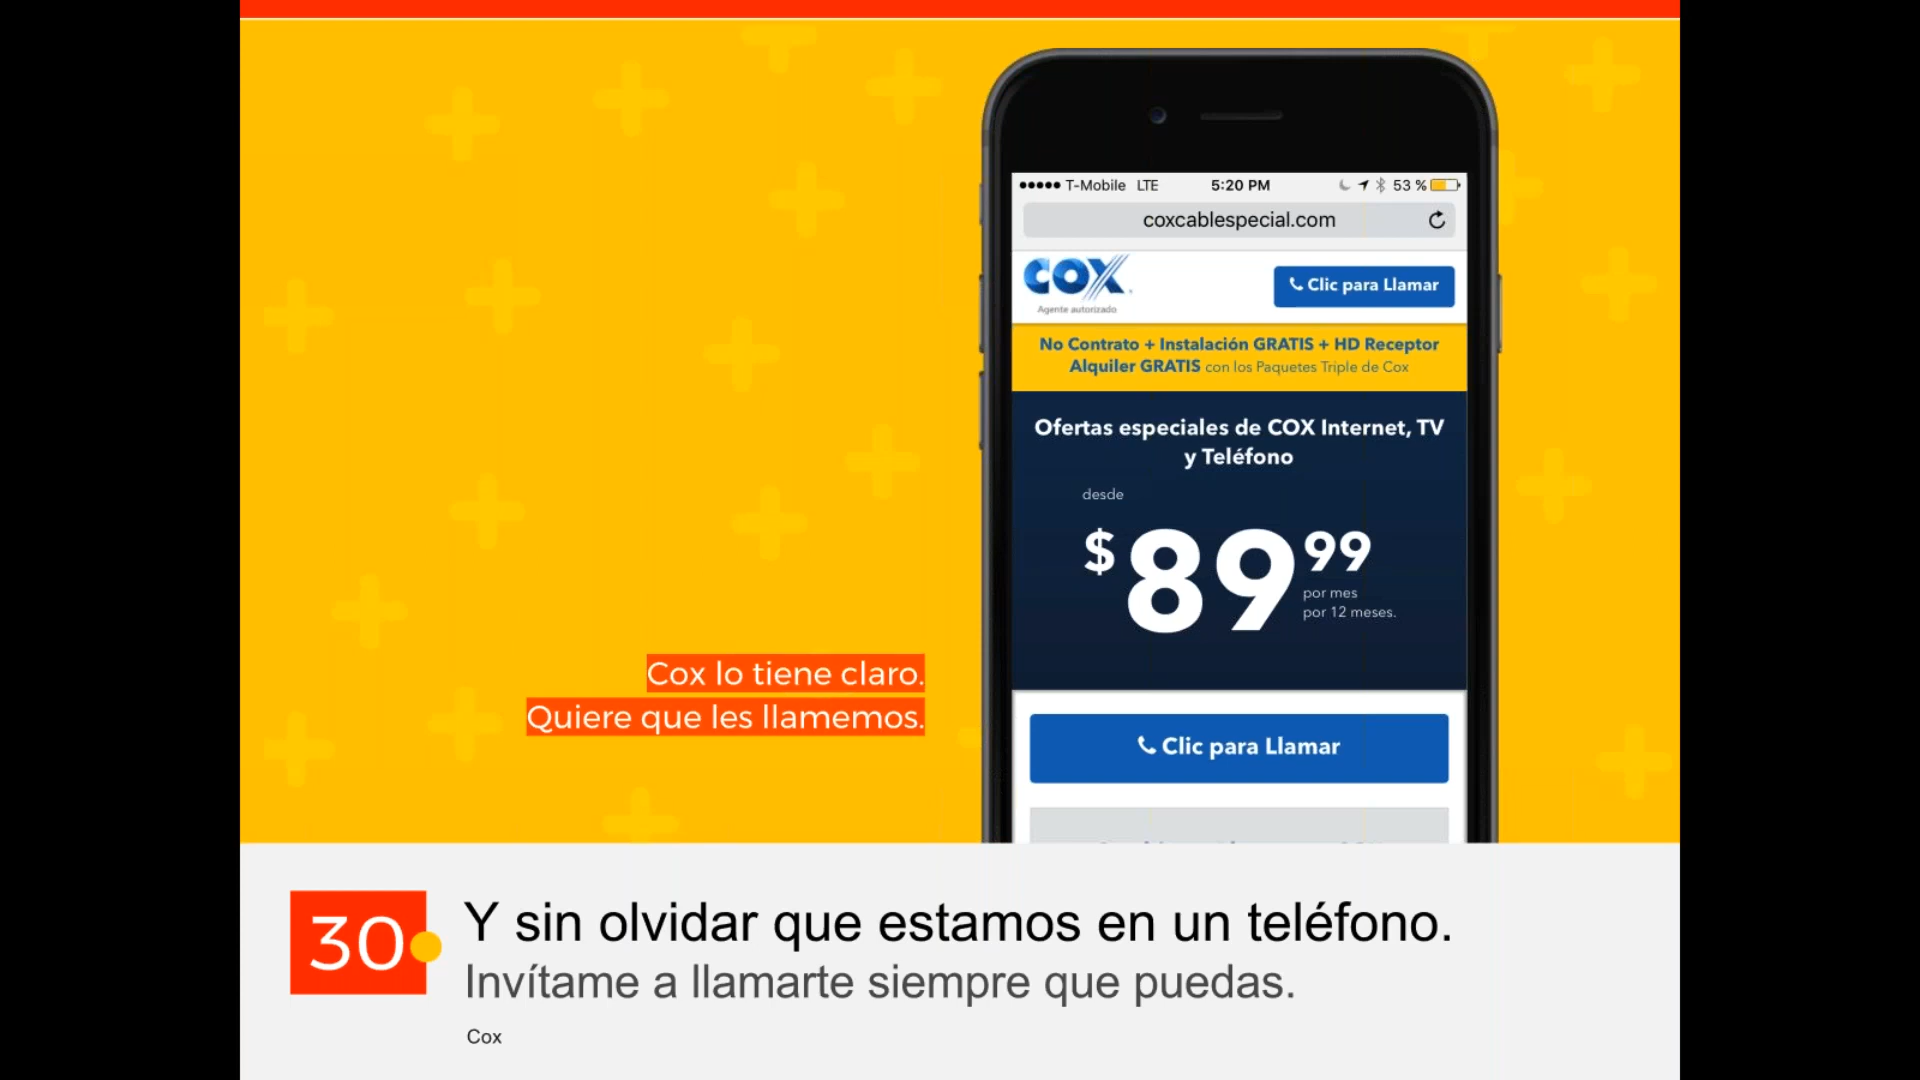 T-Mobile LTE 5:20 PM 53 %
coxcablespecial.com
COX
Agente autorizado
Clic para Llamar
No Contrato + Instalación GRATIS + HD Receptor
Alquiler GRATIS con los Paquetes Triple de Cox
Ofertas especiales de COX Internet, TV
y Teléfono
desde
$89 99
por mes
por 12 meses.
Clic para Llamar
Cox lo tiene claro.
Quiere que les llamemos.
30
Y sin olvidar que estamos en un teléfono.
Invítame a llamarte siempre que puedas.
Cox